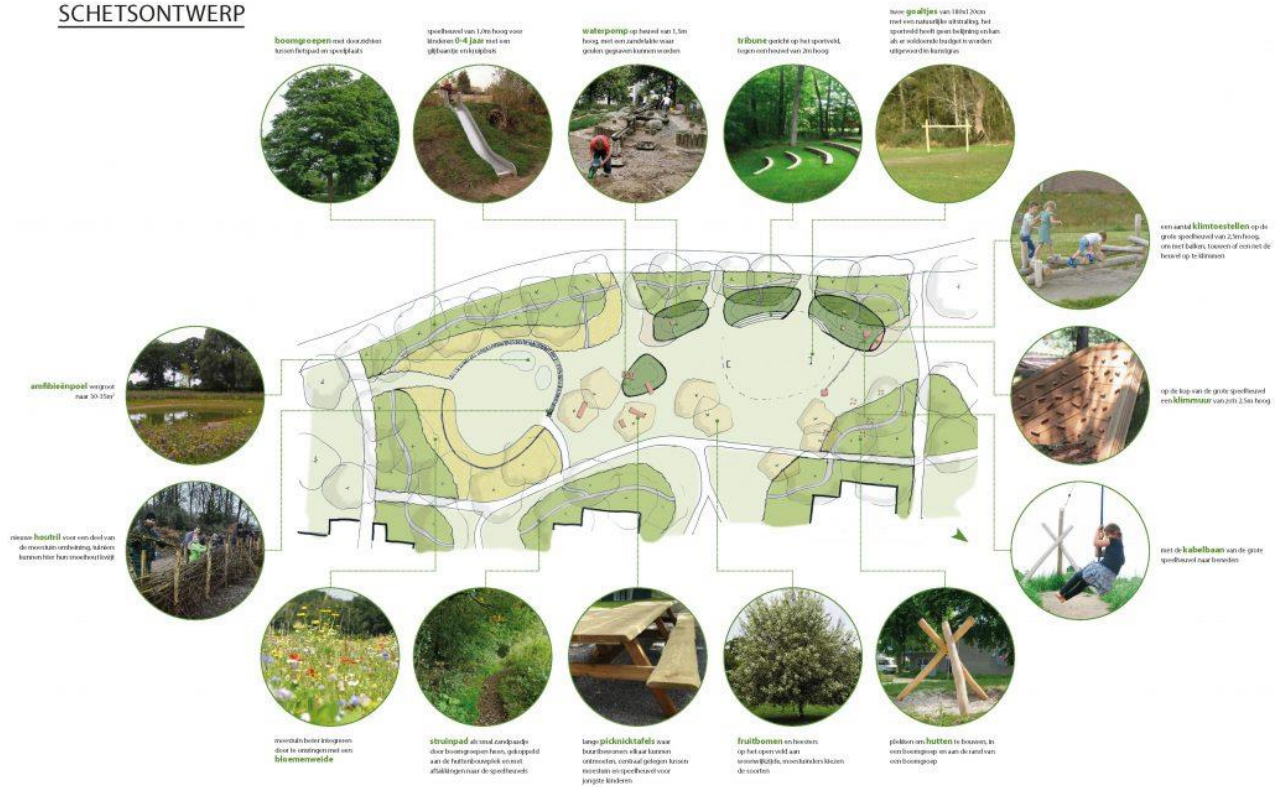 SCHETSONTWERP
boomgroepen met doorzichten
tussen fietspad en speelplaats
speelheuvel van 1,0m hoog voor
kinderen 0-4 jaar met een
glijbaantje en kruipbuis
waterpomp op heuvel van 1,5m
hoog, met een zandvlakte waar
geulen gegraven kunnen worden
tribune gericht op het sportveld,
tegen een heuvel van 2m hoog
twee goaltjes van 180x120cm
met een natuurlijke uitstraling, het
sportveld heeft geen belijning en kan
als er voldoende budget is worden
uitgevoerd in kunstgras
een aantal klimtoestellen op de
grote speelheuvel van 2,5m hoog,
om met balken, touwen of een net de
heuvel op te klimmen
op de kop van de grote speelheuvel
een klimmuur van zo'n 2,5m hoog
met de kabelbaan van de grote
speelheuvel naar beneden
amfibieënpoel vergroot
naar 30-35m²
nieuwe houtril voor een deel van
de moestuin omheining, tuiniers
kunnen hier hun snoeihout kwijt
moestuin beter integreren
door te omringen met een
bloemenweide
struinpad als smal zandpaadje
door boomgroepen heen, gekoppeld
aan de huttenbouwplek en met
aftakkingen naar de speelheuvels
lange picknicktafels waar
buurtbewoners elkaar kunnen
ontmoeten, centraal gelegen tussen
moestuin en speelheuvel voor
jongste kinderen
fruitbomen en heesters
op het open veld aan
woonwijkzijde, moestuinders kiezen
de soorten
plekken om hutten te bouwen, in
een boomgroep en aan de rand van
een boomgroep